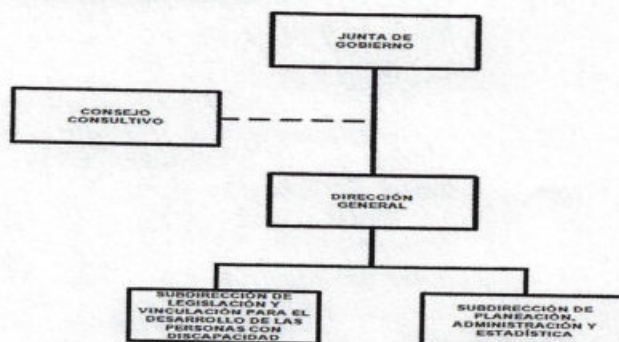 JUNTA DE
GOBIERNO
CONSEJO
CONSULTIVO
DIRECCIÓN
GENERAL
SUBDIRECCIÓN DE
LEGISLACIÓN Y
VINCULACIÓN PARA EL
DESARROLLO DE LAS
PERSONAS CON
DISCAPACIDAD
SUBDIRECCIÓN DE
PLANEACIÓN,
ADMINISTRACIÓN Y
ESTADÍSTICA